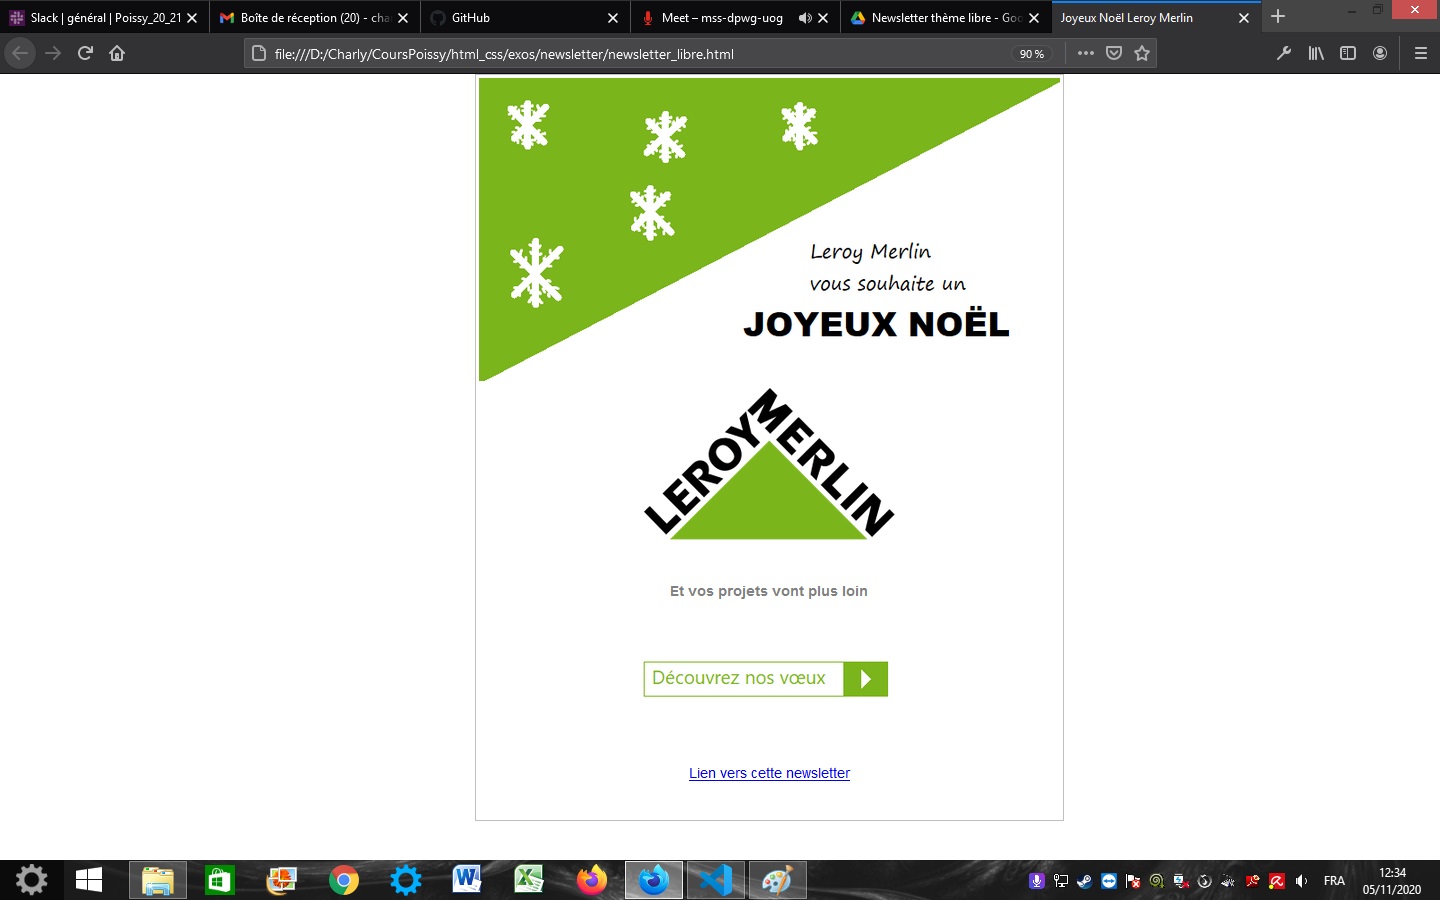 Slack | général | Poissy_20_21
Boîte de réception (20) - cha
GitHub
Meet – mss-dpwg-uog
Newsletter thème libre - Goo
Joyeux Noël Leroy Merlin
file:///D:/Charly/CoursPoissy/html_css/exos/newsletter/newsletter_libre.html
90 %
Leroy Merlin
vous souhaite un
JOYEUX NOËL
LEROY MERLIN
Et vos projets vont plus loin
Découvrez nos vœux
Lien vers cette newsletter
FRA
12:34
05/11/2020